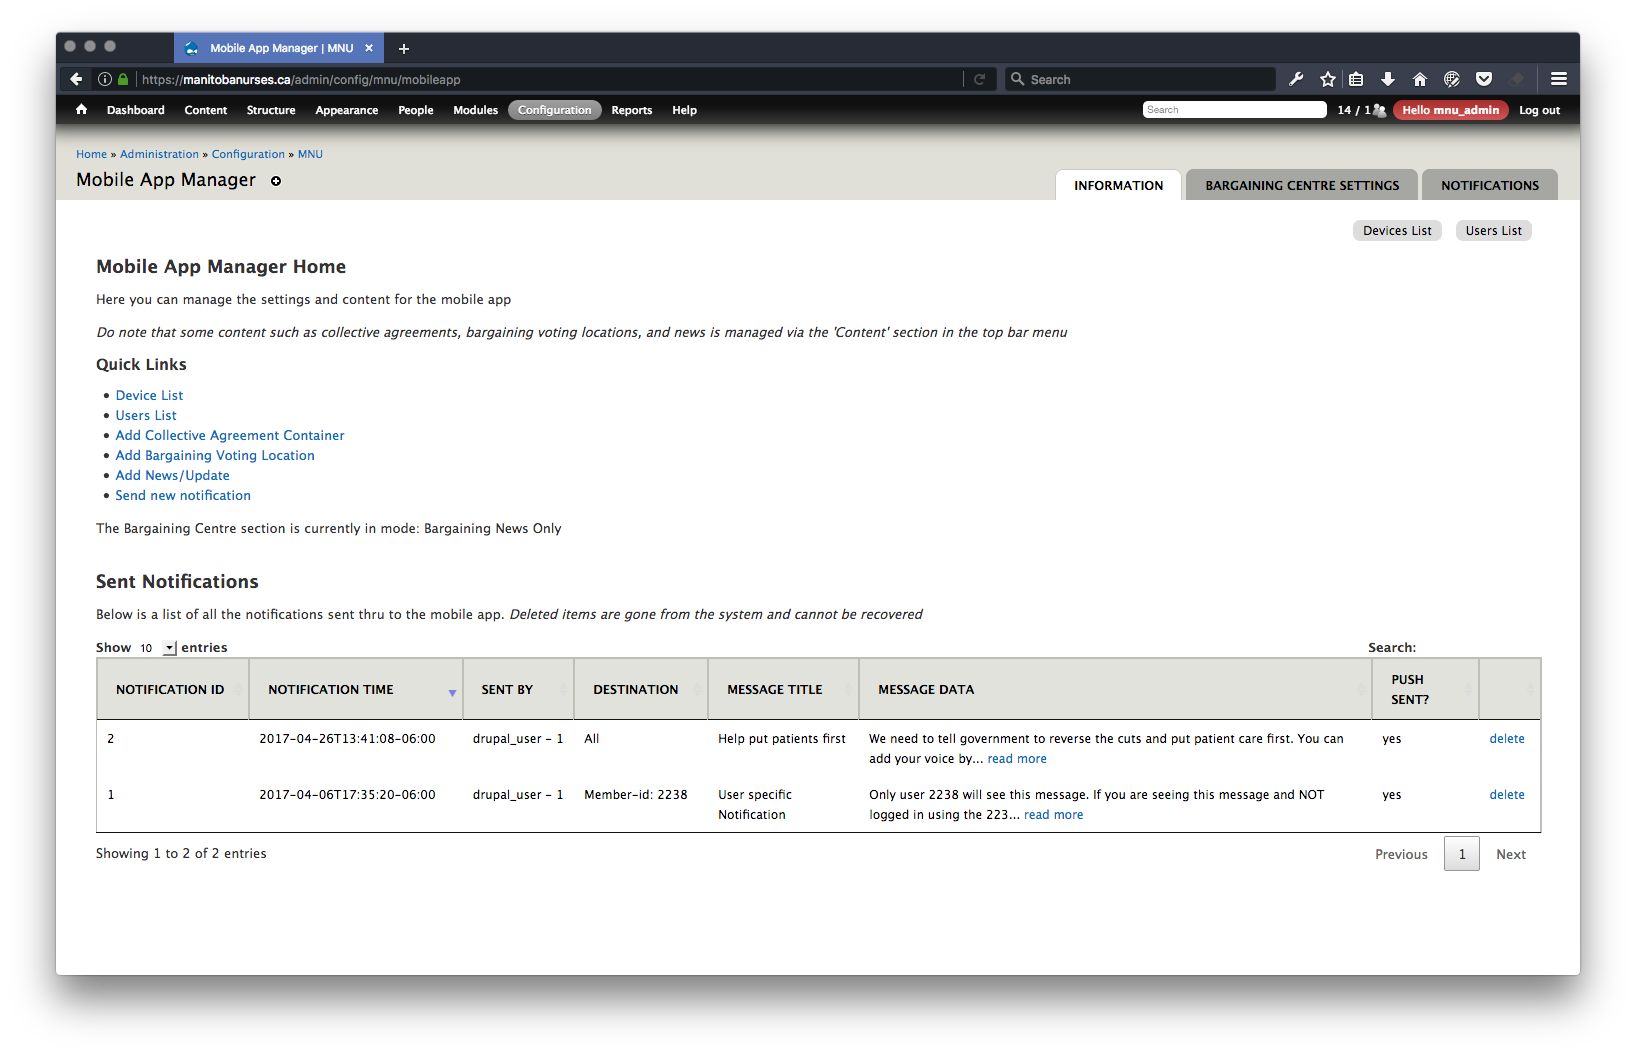 Mobile App Manager | MNU
https://manitobanurses.ca/admin/config/mnu/mobileapp
Search
Dashboard Content Structure Appearance People Modules Configuration Reports Help
Search
14 / 1
Hello mnu_admin
Log out
Home » Administration » Configuration » MNU
Mobile App Manager
INFORMATION
BARGAINING CENTRE SETTINGS
NOTIFICATIONS
Devices List
Users List
Mobile App Manager Home
Here you can manage the settings and content for the mobile app
Do note that some content such as collective agreements, bargaining voting locations, and news is managed via the 'Content' section in the top bar menu
Quick Links
• Device List
• Users List
• Add Collective Agreement Container
• Add Bargaining Voting Location
• Add News/Update
• Send new notification
The Bargaining Centre section is currently in mode: Bargaining News Only
Sent Notifications
Below is a list of all the notifications sent thru to the mobile app. Deleted items are gone from the system and cannot be recovered
Show 10 entries
Search:
NOTIFICATION ID NOTIFICATION TIME SENT BY DESTINATION MESSAGE TITLE MESSAGE DATA PUSH
SENT?
2 2017-04-26T13:41:08-06:00 drupal_user - 1 All Help put patients first We need to tell government to reverse the cuts and put patient care first. You can yes delete
add your voice by... read more
1 2017-04-06T17:35:20-06:00 drupal_user - 1 Member-id: 2238 User specific Only user 2238 will see this message. If you are seeing this message and NOT yes delete
Notification logged in using the 223... read more
Showing 1 to 2 of 2 entries
Previous 1 Next